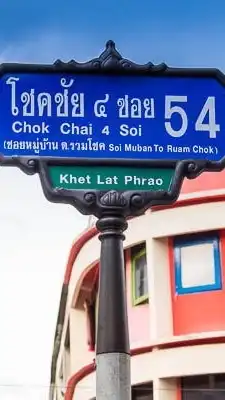 โชคชัย ๔ ซอย 54
Chok Chai 4 Soi
(ซอยหมู่บ้าน ต.รวมโชค Soi Muban To Ruam Chok)
Khet Lat Phrao